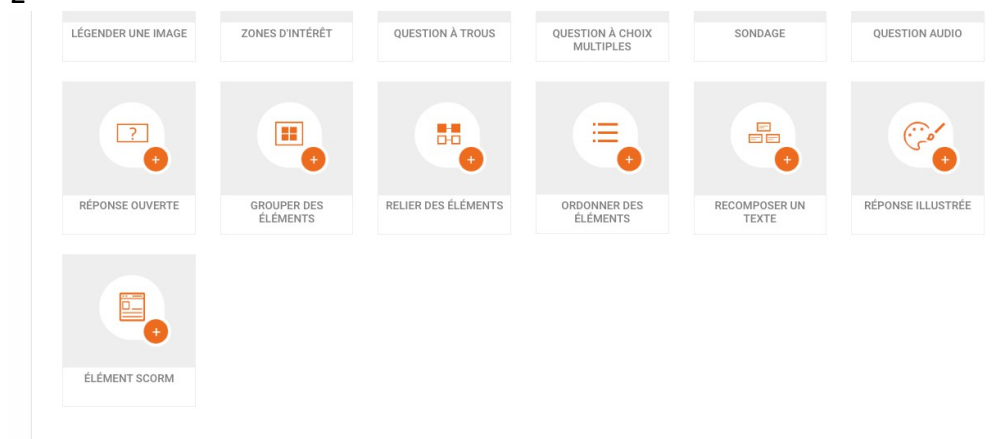 LÉGENDER UNE IMAGE
ZONES D'INTÉRÊT
QUESTION À TROUS
QUESTION À CHOIX
MULTIPLES
SONDAGE
QUESTION AUDIO
?
RÉPONSE OUVERTE
GROUPER DES
ÉLÉMENTS
RELIER DES ÉLÉMENTS
ORDONNER DES
ÉLÉMENTS
RECOMPOSER UN
TEXTE
RÉPONSE ILLUSTRÉE
ÉLÉMENT SCORM